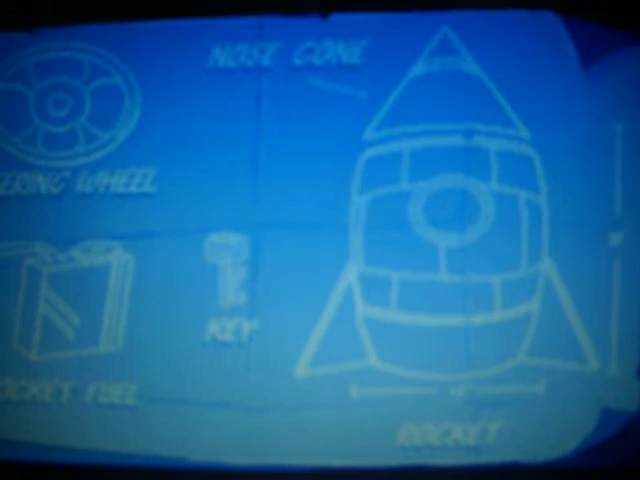 NOSE CONE
ERING WHEEL
KEY
OCKET FUEL
ROCKET